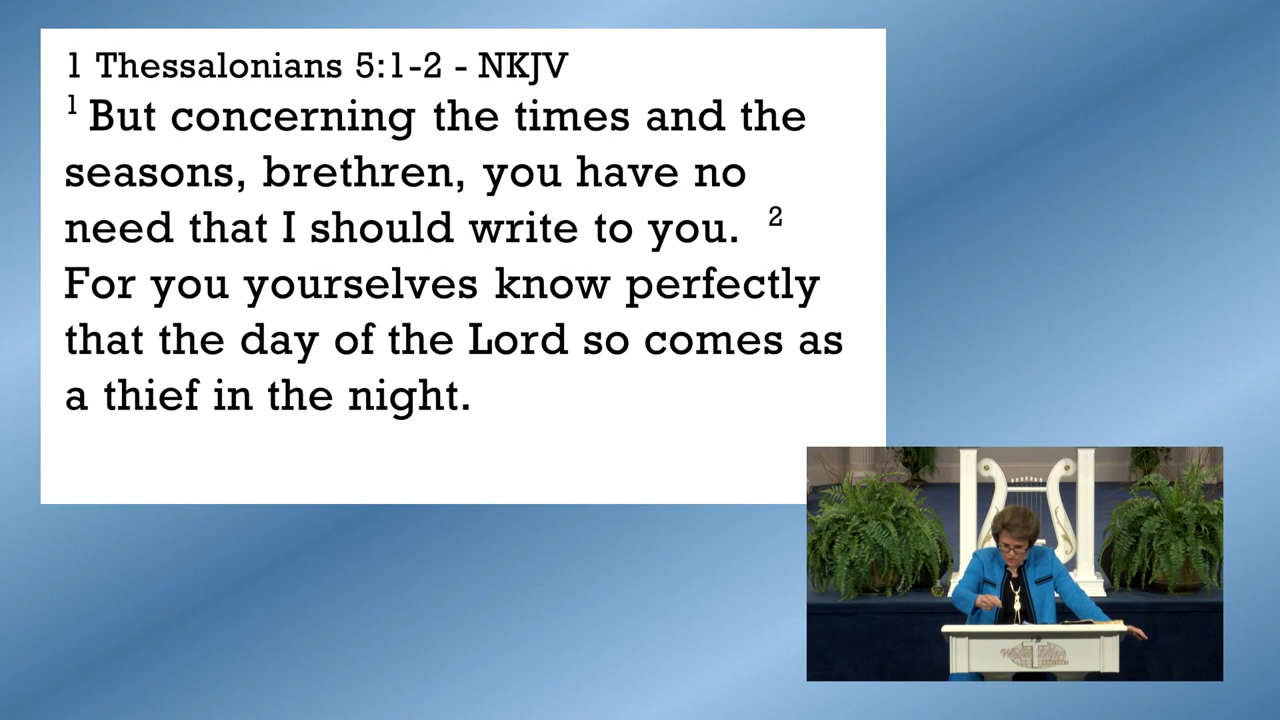 1 Thessalonians 5:1-2 - NKJV
1 But concerning the times and the
seasons, brethren, you have no
need that I should write to you. 2
For you yourselves know perfectly
that the day of the Lord so comes as
a thief in the night.